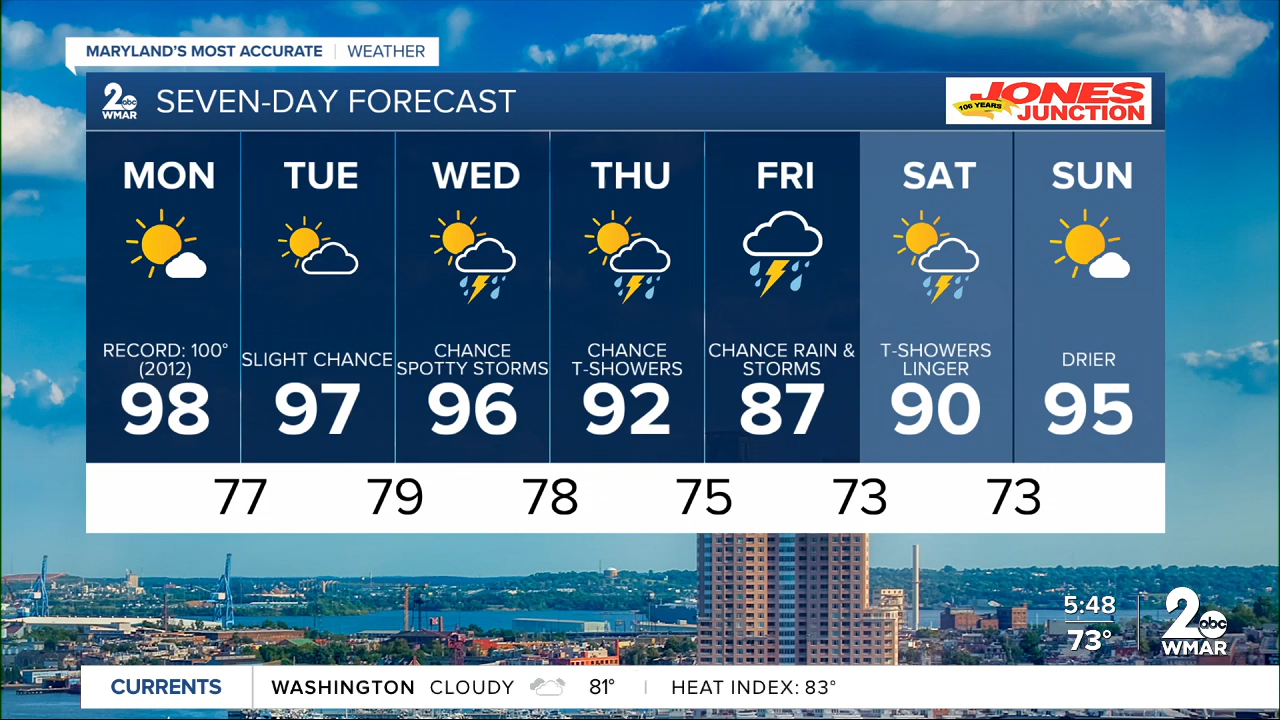 MARYLAND'S MOST ACCURATE | WEATHER
2 abc WMAR SEVEN-DAY FORECAST
106 YEARS JONES JUNCTION
MON TUE WED THU FRI SAT SUN
RECORD: 100° (2012)
98
SLIGHT CHANCE
97
CHANCE
SPOTTY STORMS
96
CHANCE
T-SHOWERS
92
CHANCE RAIN &
STORMS
87
T-SHOWERS
LINGER
90
DRIER
95
77 79 78 75 73 73
5:48
73°
2 abc
WMAR
CURRENTS WASHINGTON CLOUDY 81° | HEAT INDEX: 83°